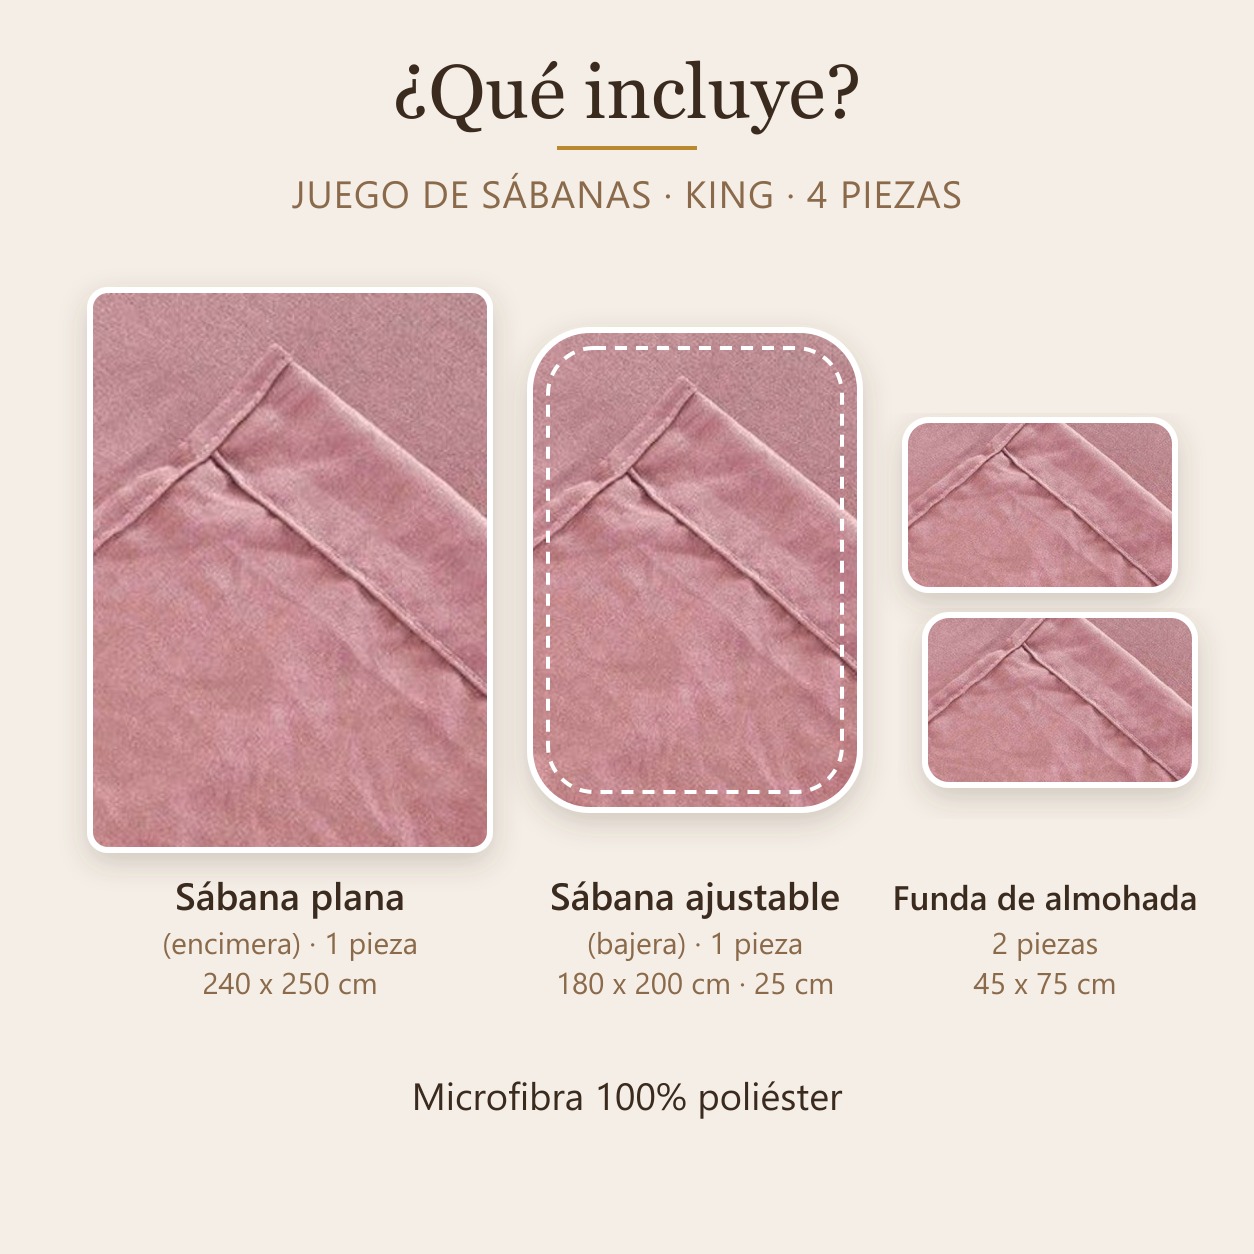 ¿Qué incluye?
JUEGO DE SÁBANAS · KING · 4 PIEZAS
Sábana plana
(encimera) · 1 pieza
240 x 250 cm
Sábana ajustable
(bajera) · 1 pieza
180 x 200 cm · 25 cm
Funda de almohada
2 piezas
45 x 75 cm
Microfibra 100% poliéster